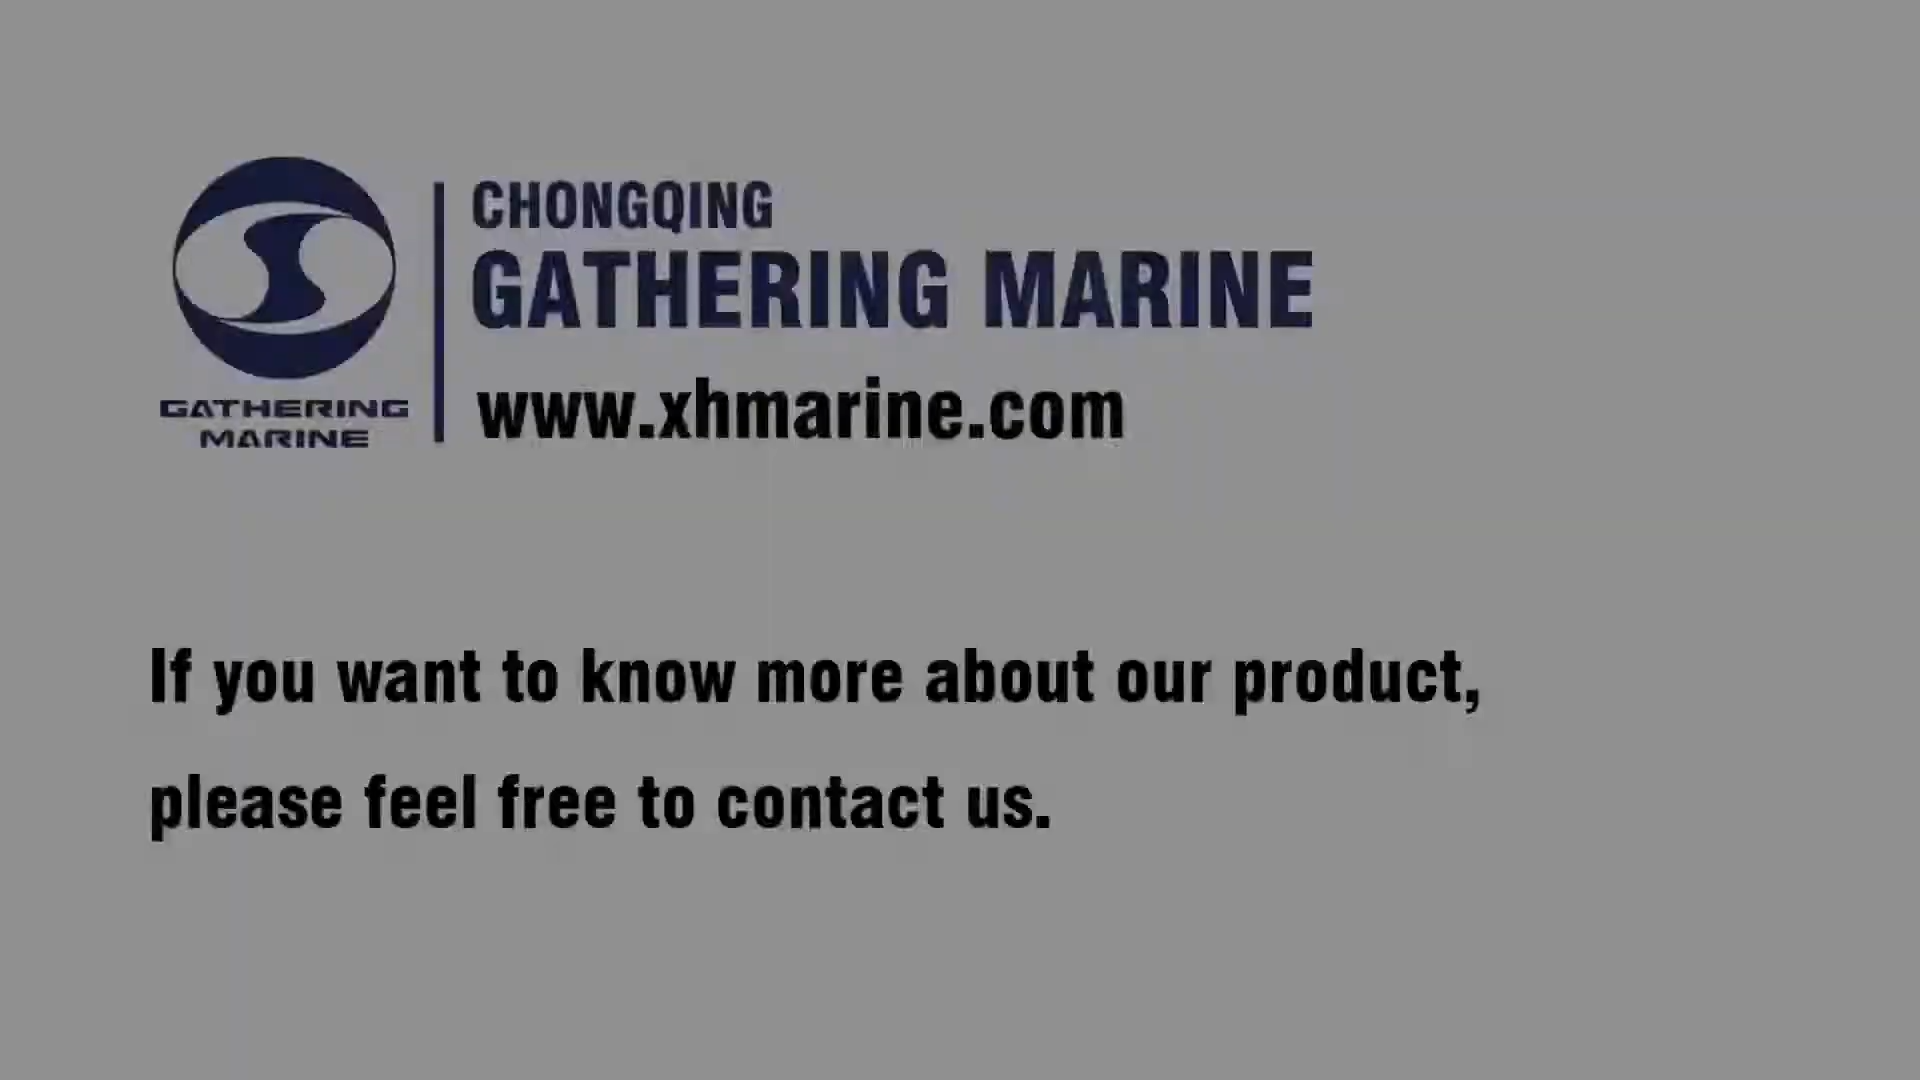 CHONGQING
GATHERING MARINE
www.xhmarine.com
GATHERING
MARINE
If you want to know more about our product,
please feel free to contact us.